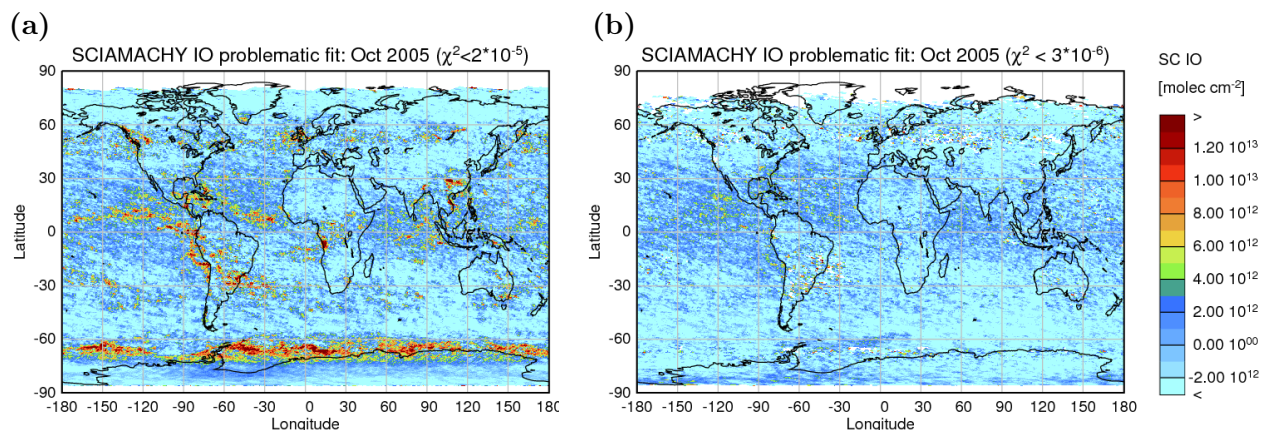 (a)
SCIAMACHY IO problematic fit: Oct 2005 (χ²<2*10⁻⁵)
90
60
30
0
-30
-60
-90
Latitude
-180 -150 -120 -90 -60 -30 0 30 60 90 120 150 180
Longitude
(b)
SCIAMACHY IO problematic fit: Oct 2005 (χ² < 3*10⁻⁶)
90
60
30
0
-30
-60
-90
Latitude
-180 -150 -120 -90 -60 -30 0 30 60 90 120 150 180
Longitude
SC IO
[molec cm⁻²]
>
1.20 10¹³
1.00 10¹³
8.00 10¹²
6.00 10¹²
4.00 10¹²
2.00 10¹²
0.00 10⁰⁰
-2.00 10¹²
<